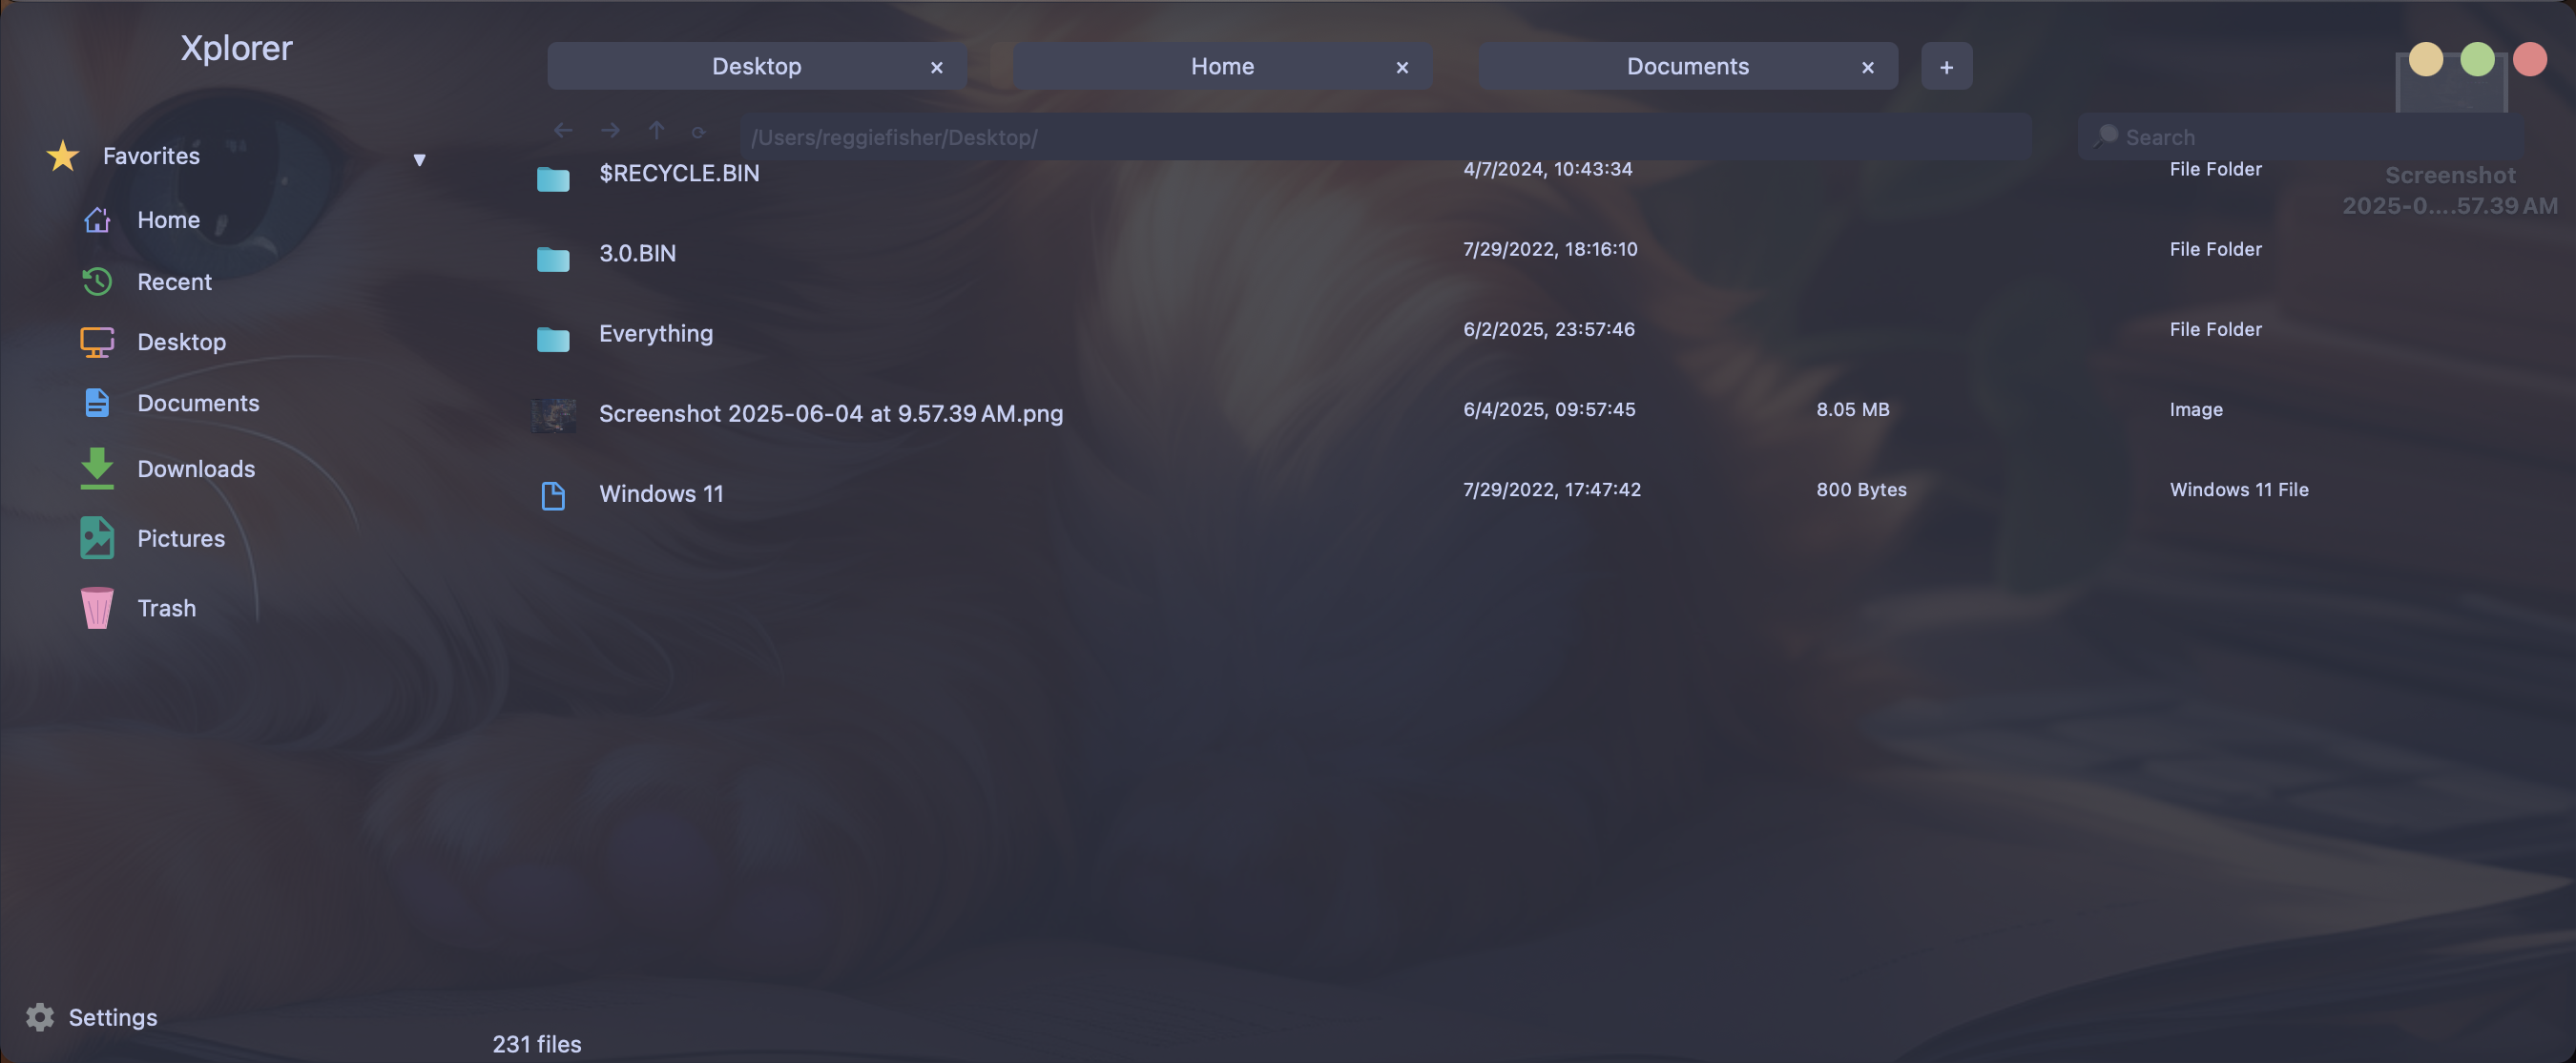 Xplorer
Desktop ×
Home ×
Documents ×
+
/Users/reggiefisher/Desktop/
Search
Favorites ▼
Home
Recent
Desktop
Documents
Downloads
Pictures
Trash
Settings
$RECYCLE.BIN 4/7/2024, 10:43:34 File Folder
3.0.BIN 7/29/2022, 18:16:10 File Folder
Everything 6/2/2025, 23:57:46 File Folder
Screenshot 2025-06-04 at 9.57.39 AM.png 6/4/2025, 09:57:45 8.05 MB Image
Windows 11 7/29/2022, 17:47:42 800 Bytes Windows 11 File
Screenshot
2025-0....57.39 AM
231 files